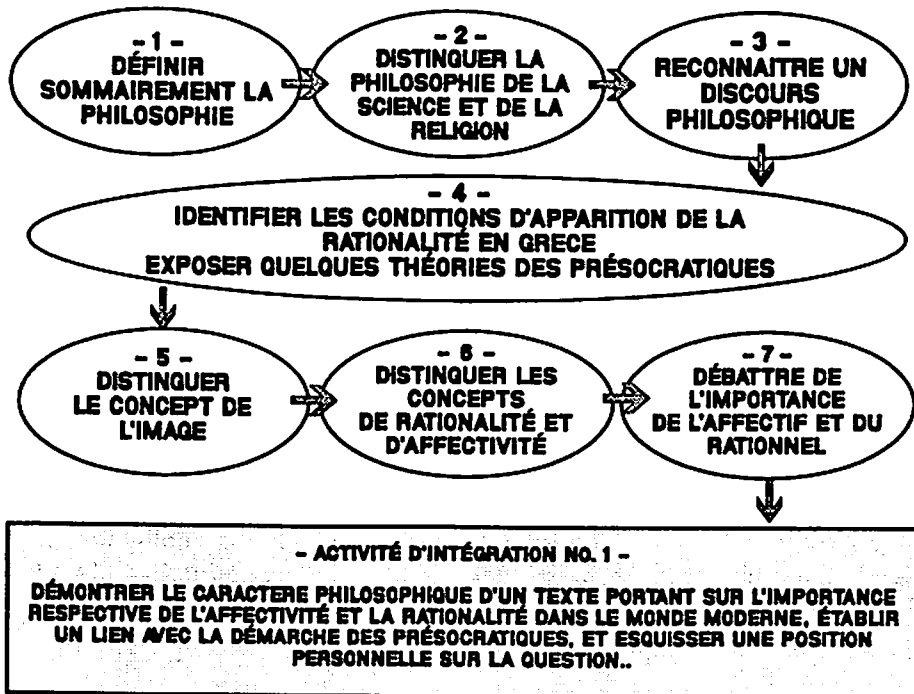 - 1 -
DÉFINIR
SOMMAIREMENT LA
PHILOSOPHIE
- 2 -
DISTINGUER LA
PHILOSOPHIE DE LA
SCIENCE ET DE LA
RELIGION
- 3 -
RECONNAITRE UN
DISCOURS
PHILOSOPHIQUE
- 4 -
IDENTIFIER LES CONDITIONS D'APPARITION DE LA
RATIONALITÉ EN GRECE
EXPOSER QUELQUES THÉORIES DES PRÉSOCRATIQUES
- 5 -
DISTINGUER
LE CONCEPT DE
L'IMAGE
- 6 -
DISTINGUER LES
CONCEPTS
DE RATIONALITÉ ET
D'AFFECTIVITÉ
- 7 -
DÉBATTRE DE
L'IMPORTANCE
DE L'AFFECTIF ET DU
RATIONNEL
- ACTIVITÉ D'INTÉGRATION NO. 1 -
DÉMONTRER LE CARACTERE PHILOSOPHIQUE D'UN TEXTE PORTANT SUR L'IMPORTANCE
RESPECTIVE DE L'AFFECTIVITÉ ET LA RATIONALITÉ DANS LE MONDE MODERNE, ÉTABLIR
UN LIEN AVEC LA DÉMARCHE DES PRÉSOCRATIQUES, ET ESQUISSER UNE POSITION
PERSONNELLE SUR LA QUESTION..